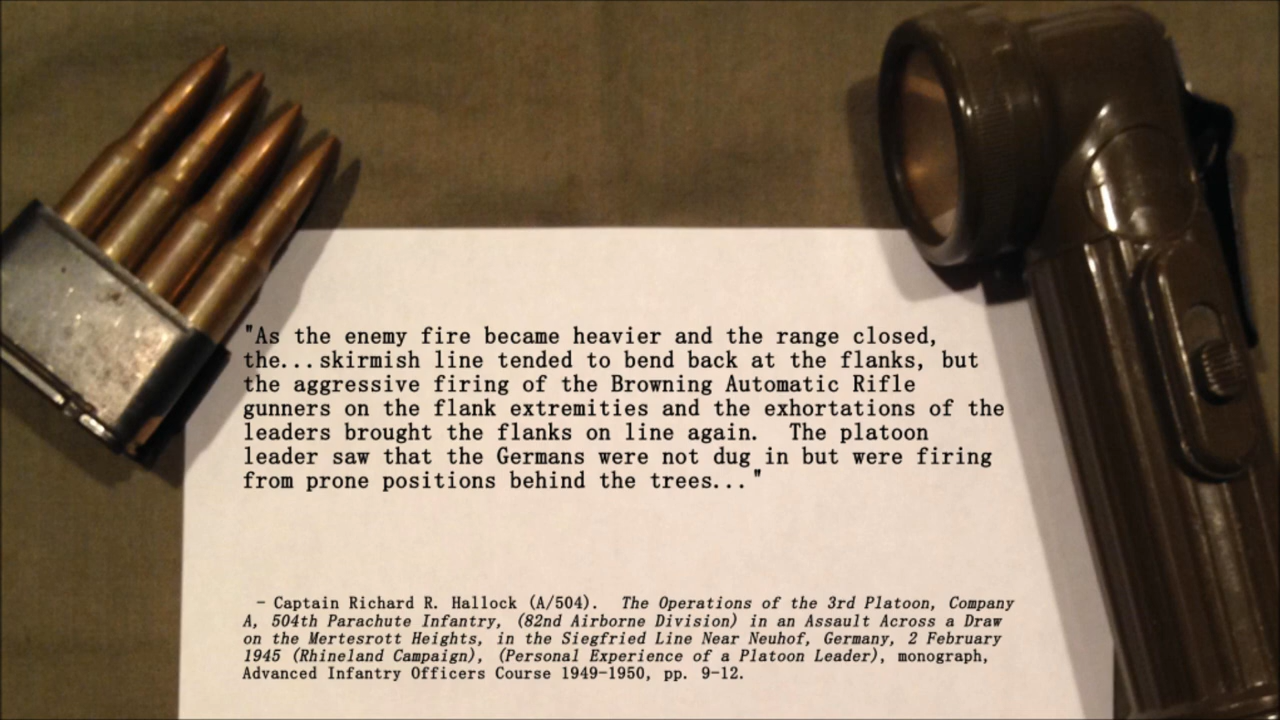 "As the enemy fire became heavier and the range closed,
the...skirmish line tended to bend back at the flanks, but
the aggressive firing of the Browning Automatic Rifle
gunners on the flank extremities and the exhortations of the
leaders brought the flanks on line again.  The platoon
leader saw that the Germans were not dug in but were firing
from prone positions behind the trees..."
- Captain Richard R. Hallock (A/504).  The Operations of the 3rd Platoon, Company
A, 504th Parachute Infantry, (82nd Airborne Division) in an Assault Across a Draw
on the Mertesrott Heights, in the Siegfried Line Near Neuhof, Germany, 2 February
1945 (Rhineland Campaign), (Personal Experience of a Platoon Leader), monograph,
Advanced Infantry Officers Course 1949-1950, pp. 9-12.